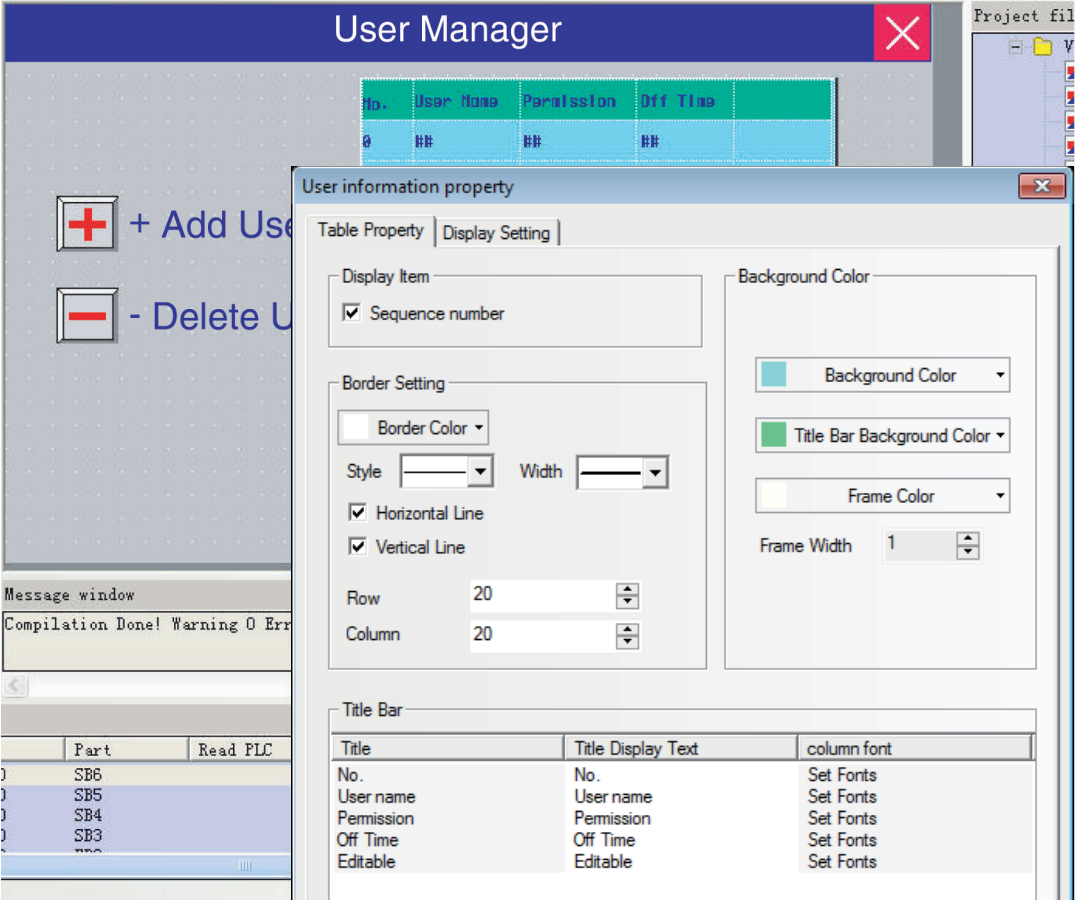 User Manager
Project fil
V
No. User Name Permission Off Time
0 ## ## ##
+ Add Use
- Delete U
User information property
Table Property Display Setting
Display Item
Sequence number
Border Setting
Border Color
Style Width
Horizontal Line
Vertical Line
Row 20
Column 20
Background Color
Background Color
Title Bar Background Color
Frame Color
Frame Width 1
Message window
Compilation Done! Warning 0 Err
Part Read PLC
SB6
SB5
SB4
SB3
Title Bar
Title Title Display Text column font
No. No. Set Fonts
User name User name Set Fonts
Permission Permission Set Fonts
Off Time Off Time Set Fonts
Editable Editable Set Fonts